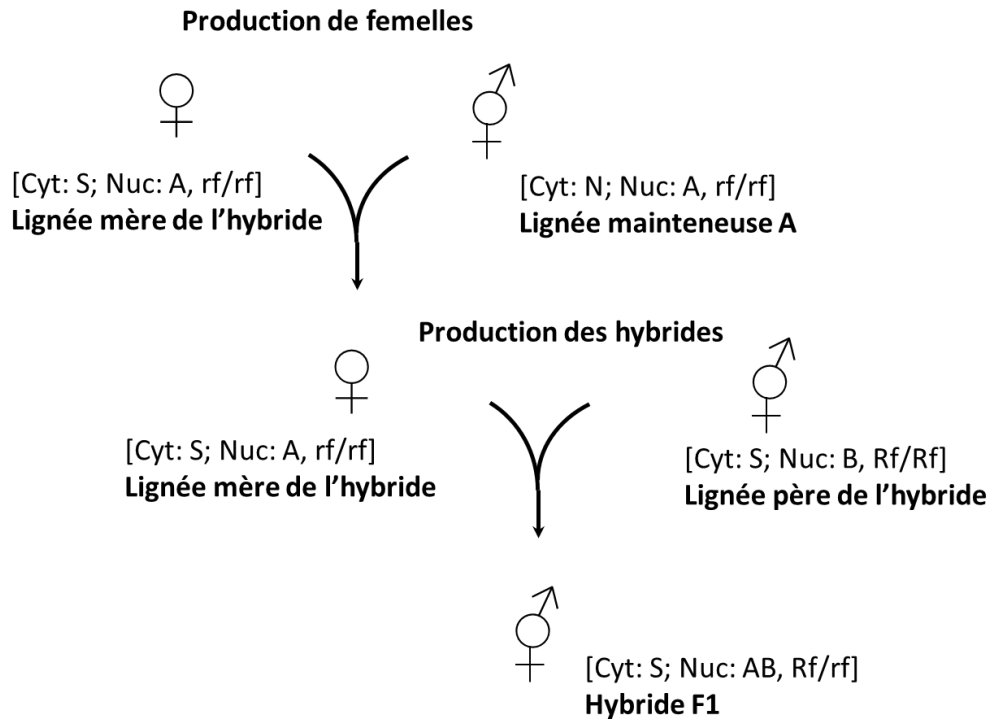 Production de femelles
[Cyt: S; Nuc: A, rf/rf]
Lignée mère de l’hybride
[Cyt: N; Nuc: A, rf/rf]
Lignée mainteneuse A
Production des hybrides
[Cyt: S; Nuc: A, rf/rf]
Lignée mère de l’hybride
[Cyt: S; Nuc: B, Rf/Rf]
Lignée père de l’hybride
[Cyt: S; Nuc: AB, Rf/rf]
Hybride F1